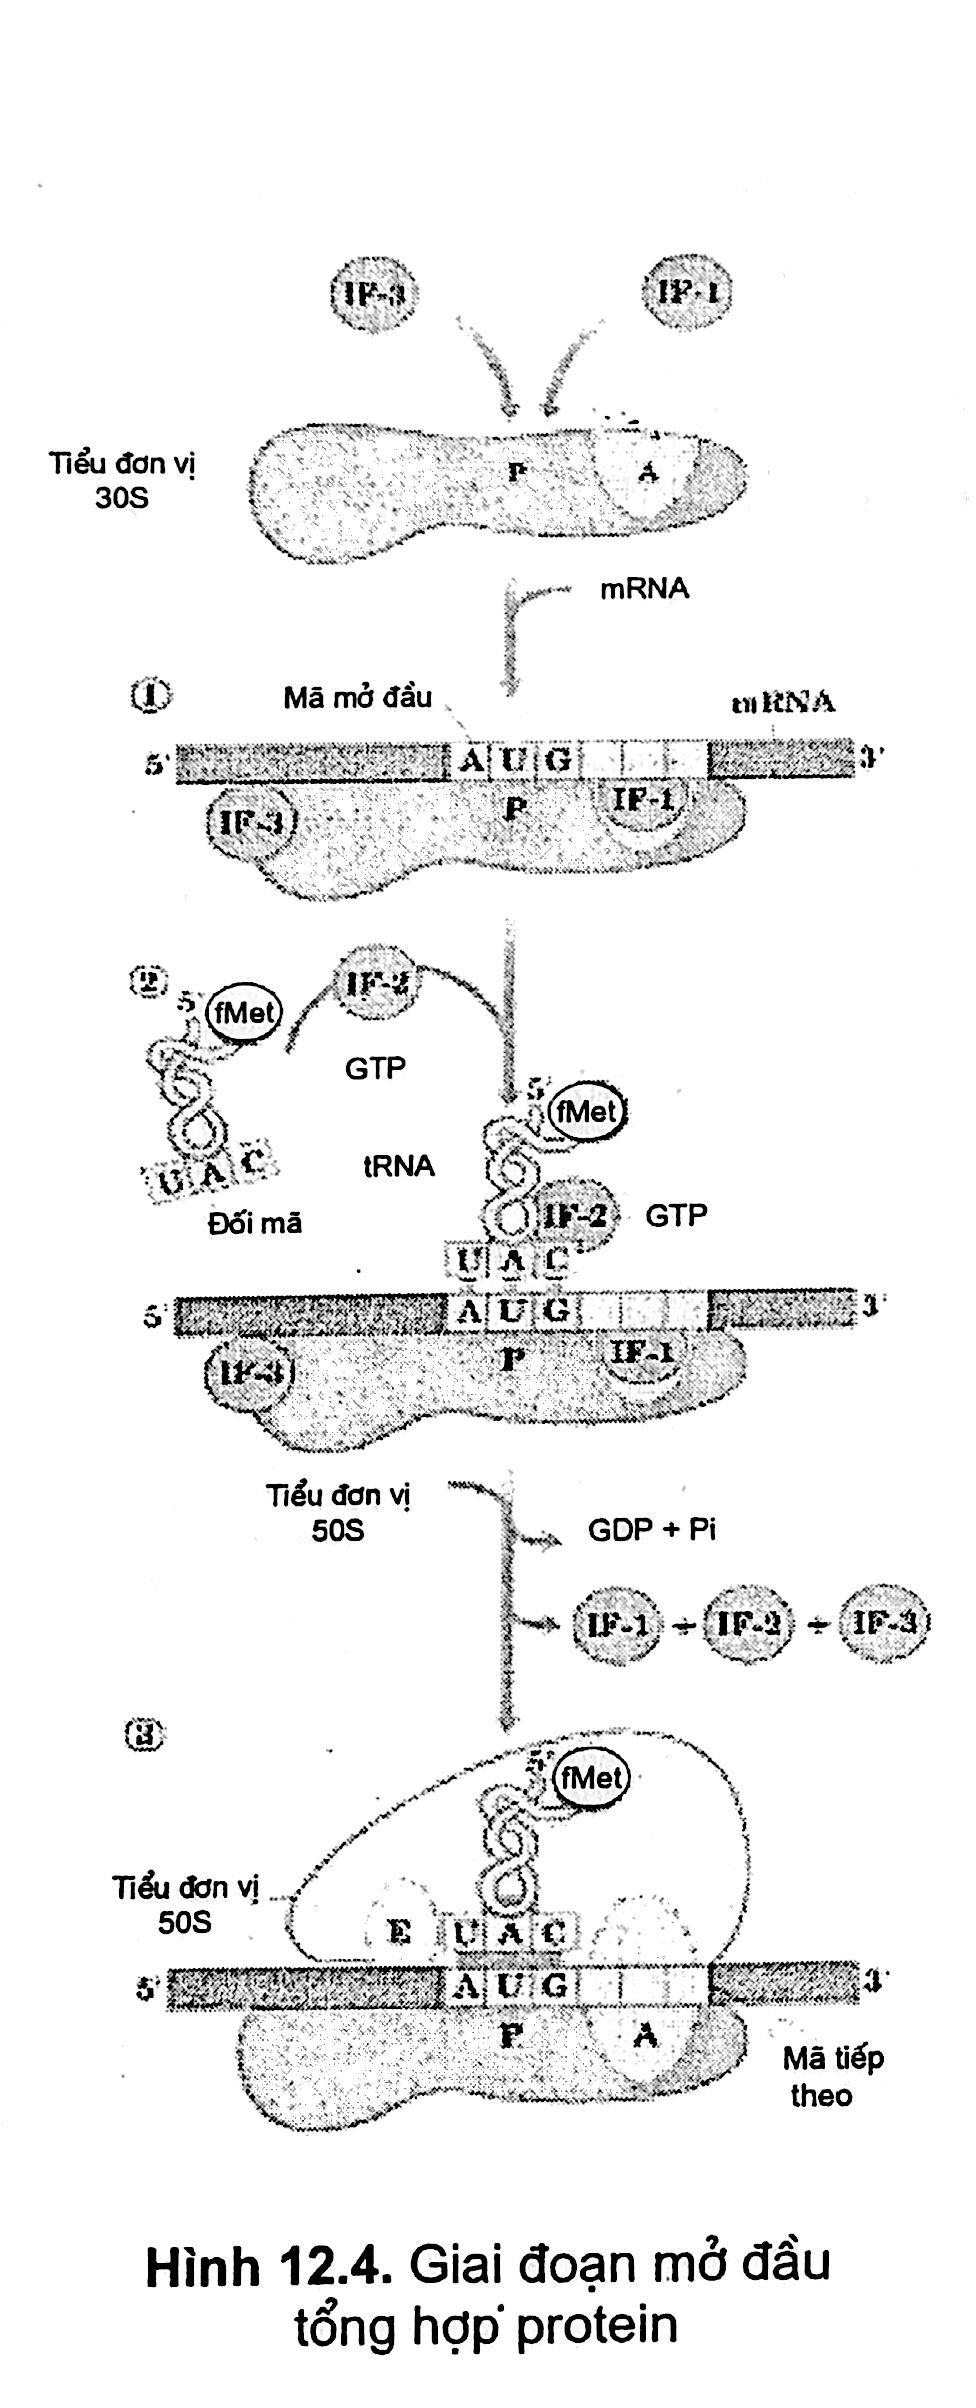 IF-3
IF-1
Tiểu đơn vị
30S
P
A
mRNA
1
Mã mở đầu
mRNA
5'
A U G
3'
IF-3
P
IF-1
2
5'
fMet
IF-2
GTP
5'
fMet
U A C
tRNA
IF-2
GTP
Đối mã
U A C
5'
A U G
3'
IF-3
P
IF-1
Tiểu đơn vị
50S
GDP + Pi
IF-1 + IF-2 + IF-3
3
5'
fMet
Tiểu đơn vị
50S
E
U A C
5'
A U G
3'
P
A
Mã tiếp
theo
Hình 12.4. Giai đoạn mở đầu
tổng hợp protein